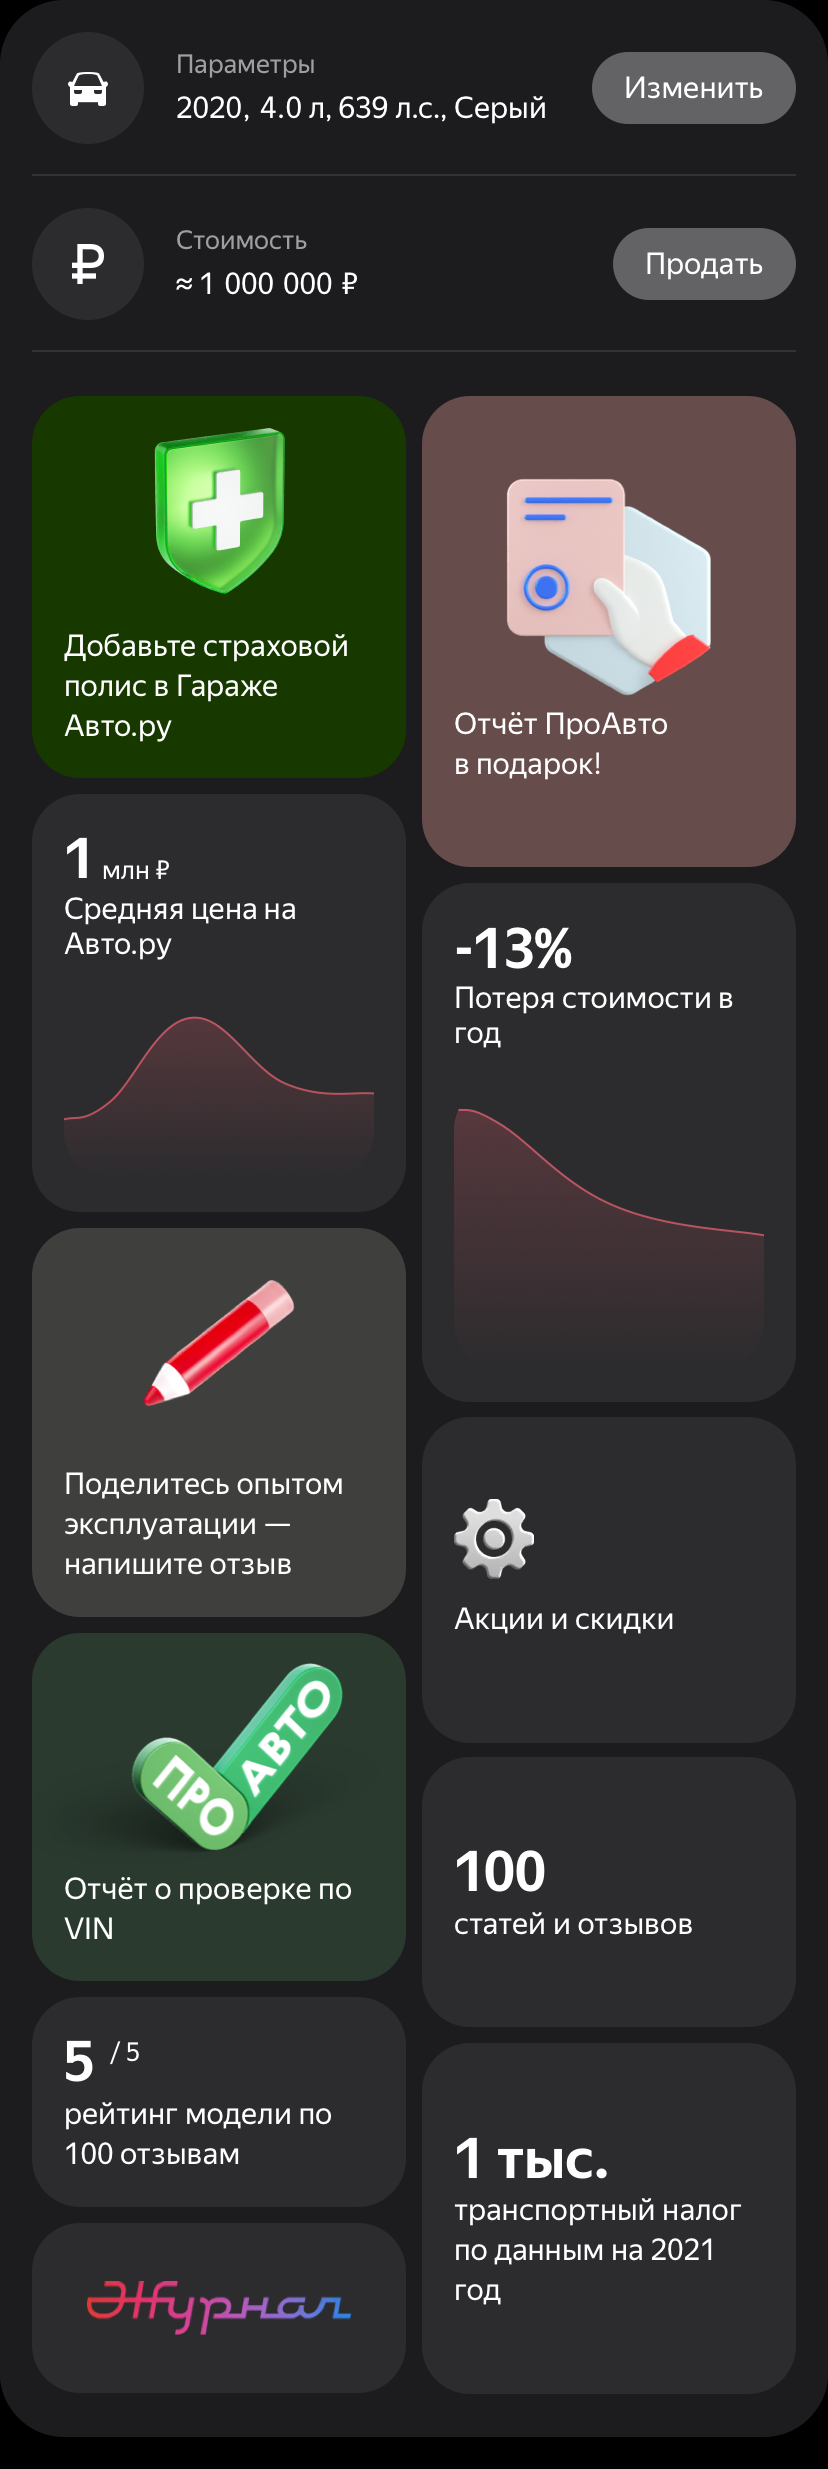 Параметры
2020, 4.0 л, 639 л.с., Серый
Изменить
₽
Стоимость
≈ 1 000 000 ₽
Продать
Добавьте страховой
полис в Гараже
Авто.ру
Отчёт ПроАвто
в подарок!
1 млн ₽
Средняя цена на
Авто.ру
-13%
Потеря стоимости в
год
Поделитесь опытом
эксплуатации —
напишите отзыв
Акции и скидки
ПРО
АВТО
Отчёт о проверке по
VIN
100
статей и отзывов
5 / 5
рейтинг модели по
100 отзывам
1 тыс.
транспортный налог
по данным на 2021
год
Журнал